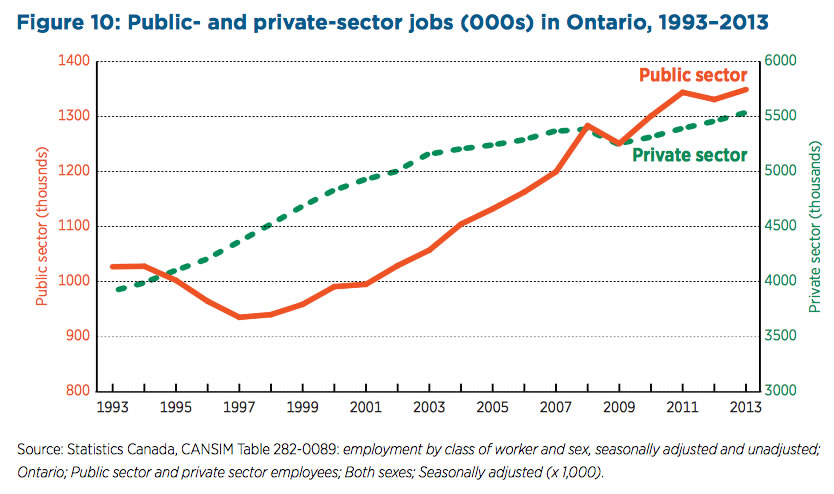 Figure 10: Public- and private-sector jobs (000s) in Ontario, 1993–2013
1400
1300
1200
1100
1000
900
800
Public sector (thousnds)
6000
5500
5000
4500
4000
3500
3000
Private sector (thousands)
Public sector
Private sector
1993 1995 1997 1999 2001 2003 2005 2007 2009 2011 2013
Source: Statistics Canada, CANSIM Table 282-0089: employment by class of worker and sex, seasonally adjusted and unadjusted;
Ontario; Public sector and private sector employees; Both sexes; Seasonally adjusted (x 1,000).